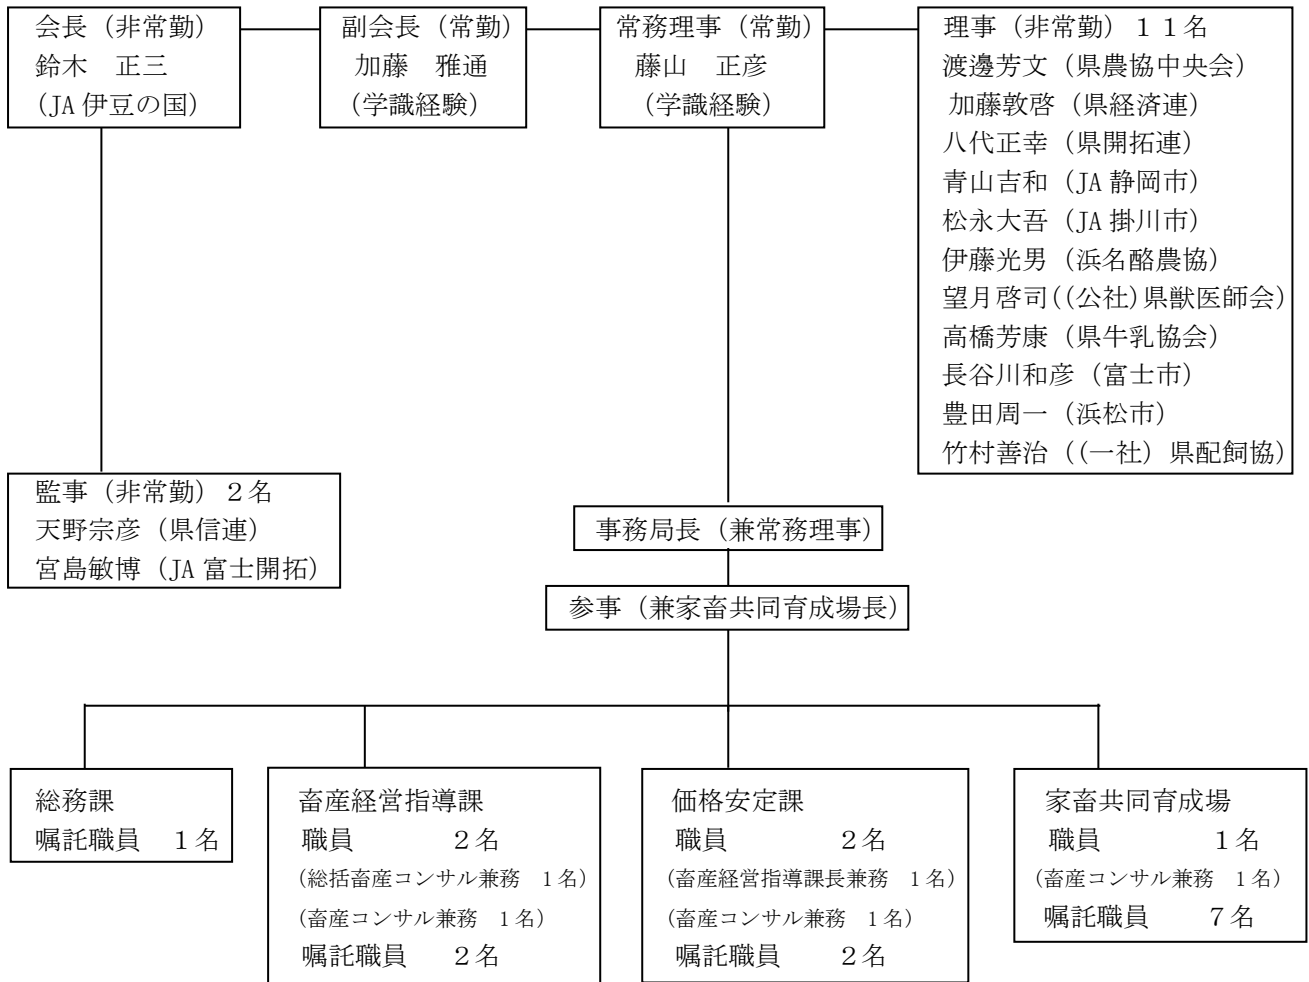 会長（非常勤）
鈴木　正三
(JA 伊豆の国)
副会長（常勤）
加藤　雅通
(学識経験)
常務理事（常勤）
藤山　正彦
(学識経験)
理事（非常勤）１１名
渡邊芳文（県農協中央会）
加藤敦啓（県経済連）
八代正幸（県開拓連）
青山吉和（JA 静岡市）
松永大吾（JA 掛川市）
伊藤光男（浜名酪農協）
望月啓司((公社)県獣医師会)
高橋芳康（県牛乳協会）
長谷川和彦（富士市）
豊田周一（浜松市）
竹村善治（(一社）県配飼協）
監事（非常勤）２名
天野宗彦（県信連）
宮島敏博（JA 富士開拓）
事務局長（兼常務理事）
参事（兼家畜共同育成場長）
総務課
嘱託職員　１名
畜産経営指導課
職員　　　　２名
(総括畜産コンサル兼務　1 名)
(畜産コンサル兼務　1 名)
嘱託職員　　２名
価格安定課
職員　　　　　２名
(畜産経営指導課長兼務　1 名)
(畜産コンサル兼務　1 名)
嘱託職員　　　２名
家畜共同育成場
職員　　　　１名
(畜産コンサル兼務　1 名)
嘱託職員　　７名